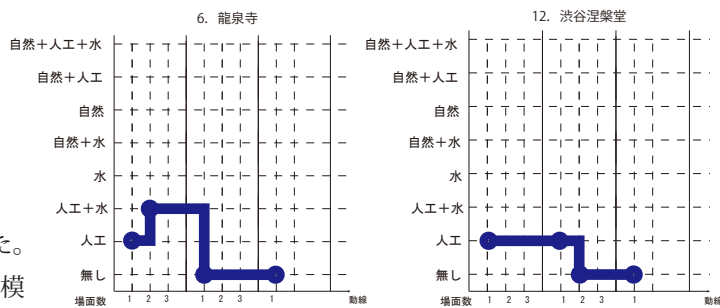 6. 龍泉寺
自然＋人工＋水
自然＋人工
自然
自然＋水
水
人工＋水
人工
無し
場面数 1 2 3 1 2 3 1 動線
12. 渋谷涅槃堂
自然＋人工＋水
自然＋人工
自然
自然＋水
水
人工＋水
人工
無し
場面数 1 2 3 1 2 3 1 動線
た。
模